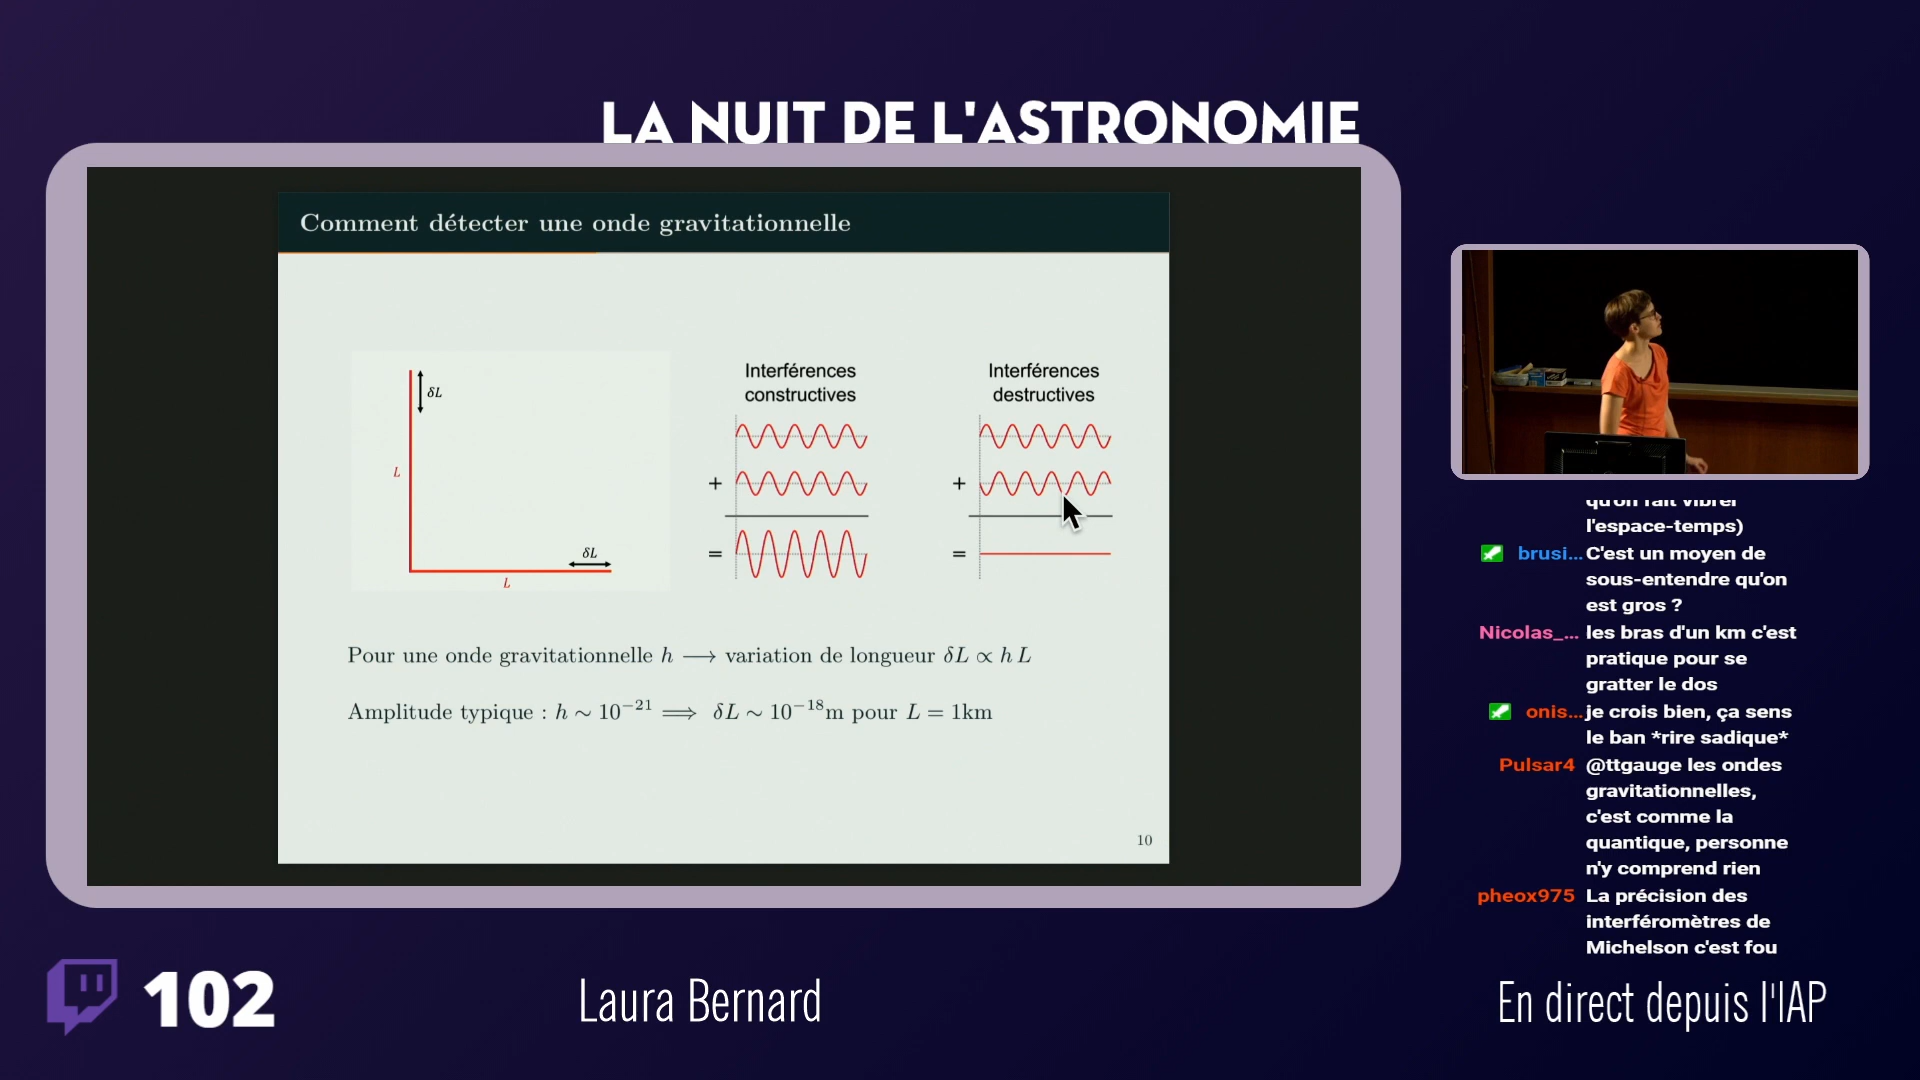 LA NUIT DE L'ASTRONOMIE
Comment détecter une onde gravitationnelle
δL
L
δL
L
Interférences
constructives
+
=
Interférences
destructives
+
=
Pour une onde gravitationnelle h ⟶ variation de longueur δL ∝ h L
Amplitude typique : h ∼ 10⁻²¹ ⟹ δL ∼ 10⁻¹⁸m pour L = 1km
10
qu'on fait vibrer
l'espace-temps)
brusi... C'est un moyen de
sous-entendre qu'on
est gros ?
Nicolas_... les bras d'un km c'est
pratique pour se
gratter le dos
onis... je crois bien, ça sens
le ban *rire sadique*
Pulsar4 @ttgauge les ondes
gravitationnelles,
c'est comme la
quantique, personne
n'y comprend rien
pheox975 La précision des
interféromètres de
Michelson c'est fou
102
Laura Bernard
En direct depuis l'IAP